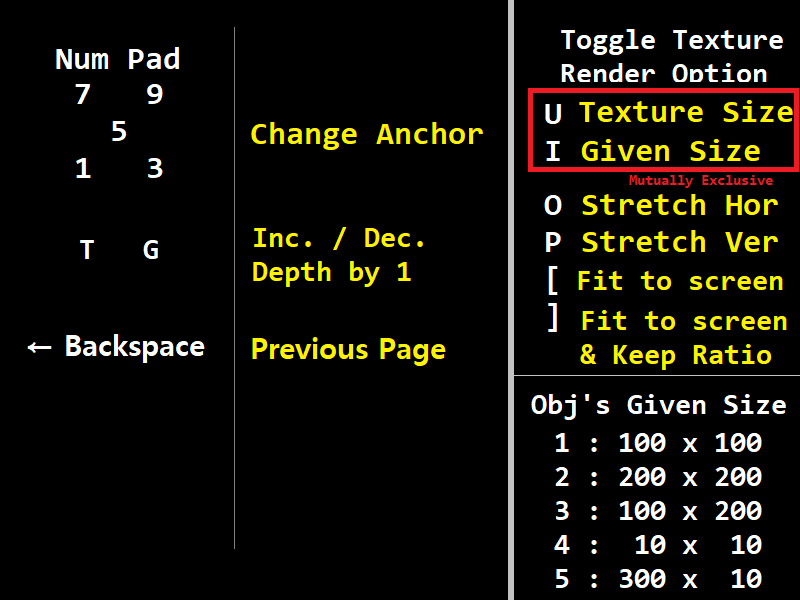 Num Pad
7 9
5
1 3
Change Anchor
T G
Inc. / Dec.
Depth by 1
← Backspace
Previous Page
Toggle Texture
Render Option
U Texture Size
I Given Size
Mutually Exclusive
O Stretch Hor
P Stretch Ver
[ Fit to screen
] Fit to screen
& Keep Ratio
Obj's Given Size
1 : 100 x 100
2 : 200 x 200
3 : 100 x 200
4 : 10 x 10
5 : 300 x 10